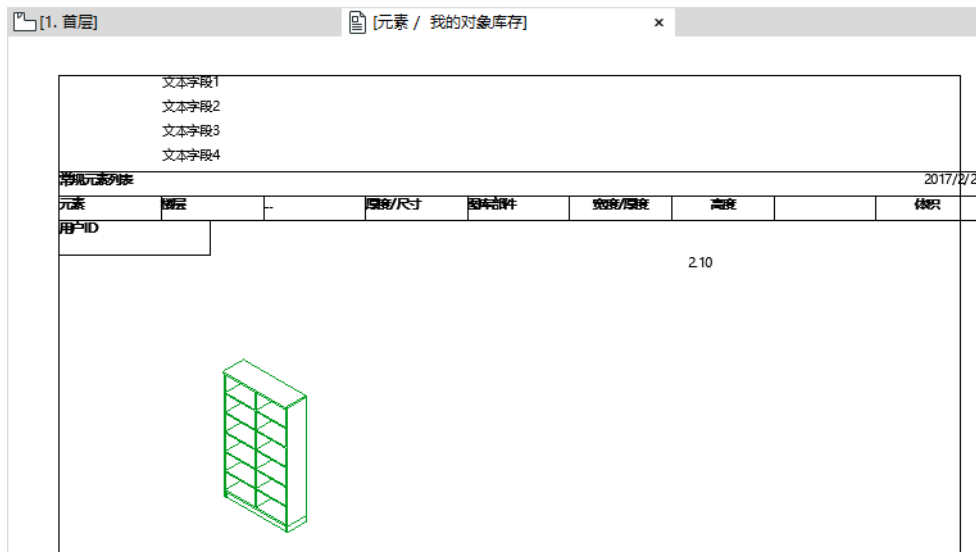 [1. 首层]
[元素 / 我的对象库存]
文本字段1
文本字段2
文本字段3
文本字段4
常规元素列表 2017/2/2
元素 楼层 ... 厚度/尺寸 图库部件 宽度/厚度 高度 体积
用户ID
2.10